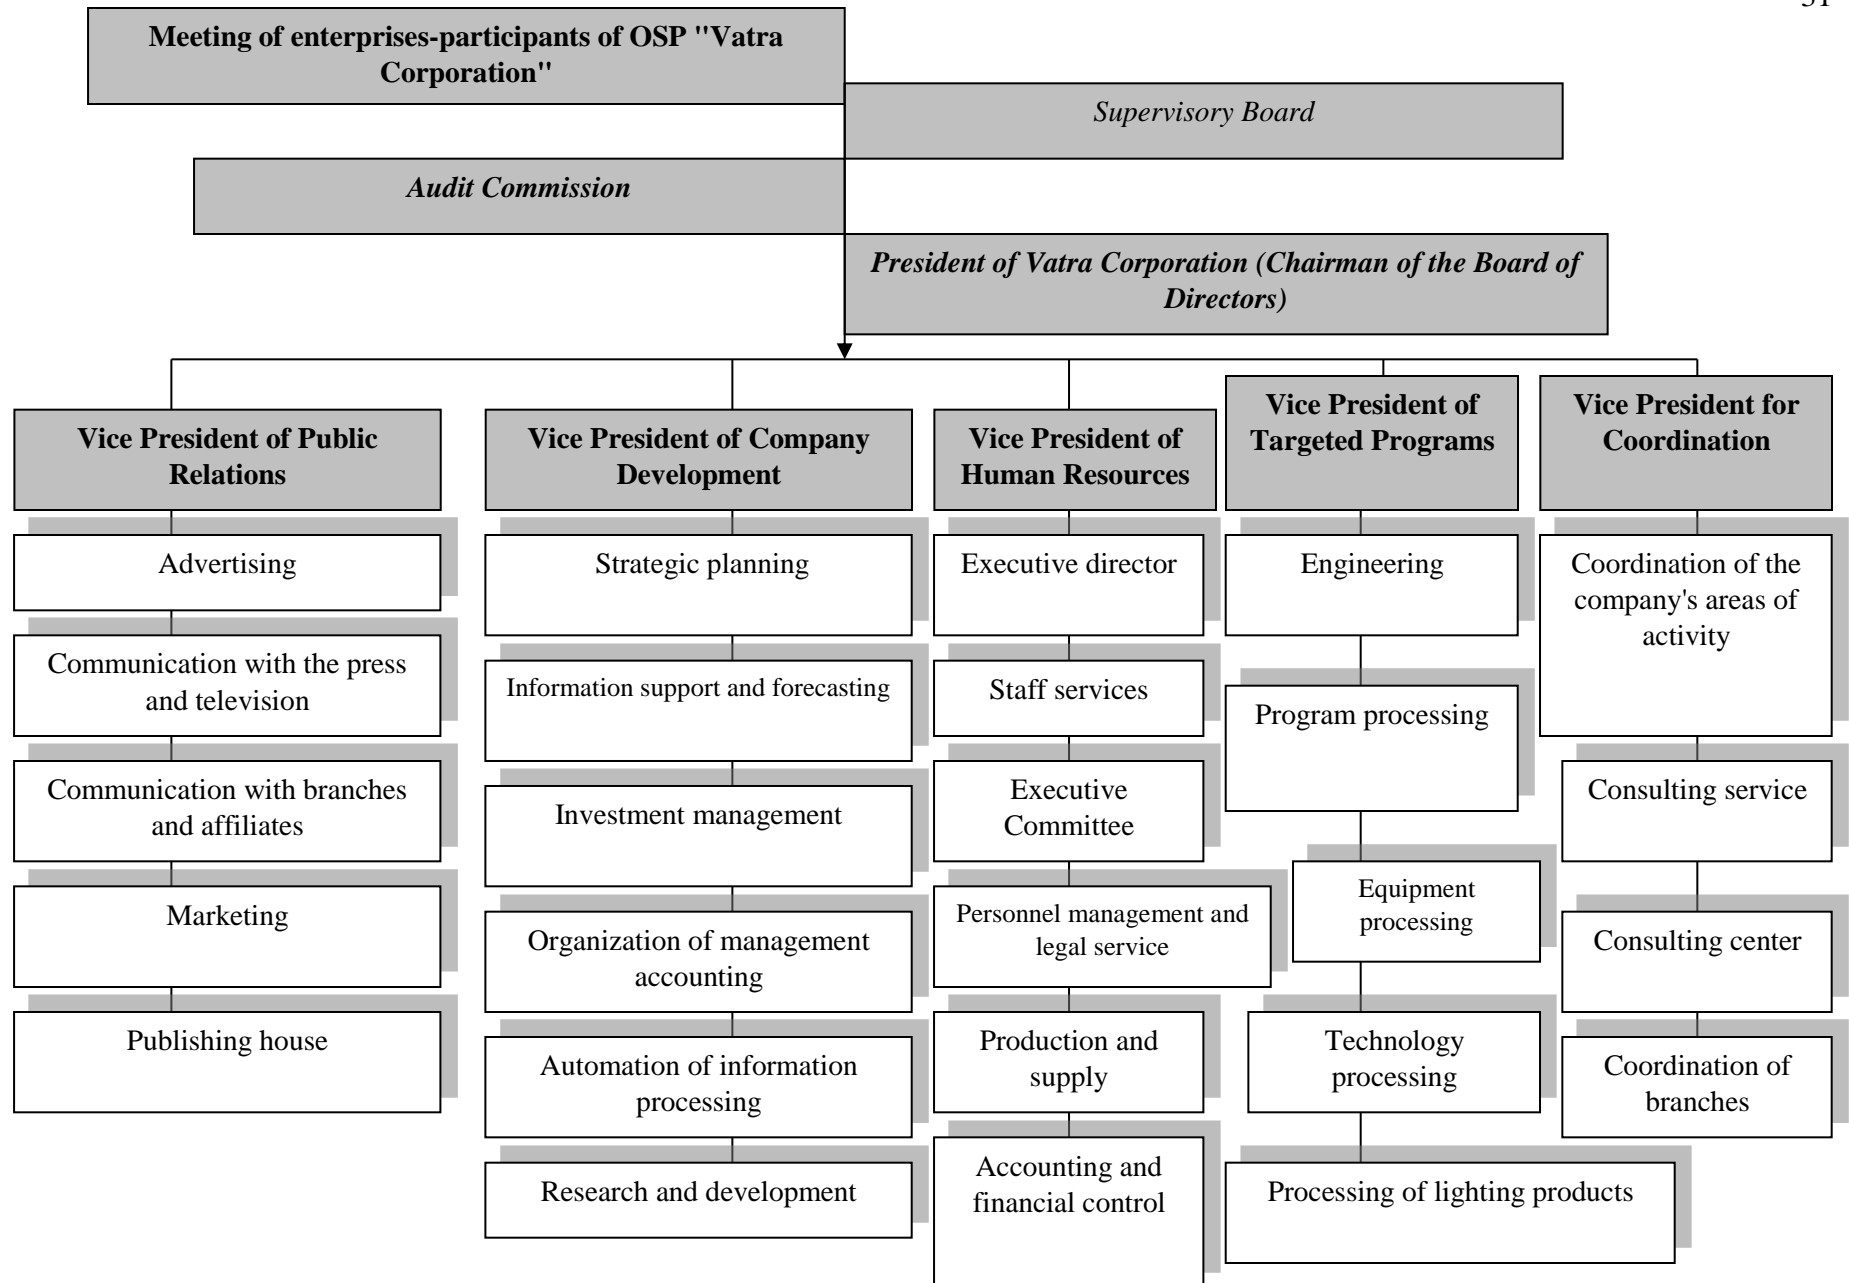 Meeting of enterprises-participants of OSP "Vatra
Corporation"
Supervisory Board
Audit Commission
President of Vatra Corporation (Chairman of the Board of
Directors)
Vice President of Public
Relations
Advertising
Communication with the press
and television
Communication with branches
and affiliates
Marketing
Publishing house
Vice President of Company
Development
Strategic planning
Information support and forecasting
Investment management
Organization of management
accounting
Automation of information
processing
Research and development
Vice President of
Human Resources
Executive director
Staff services
Executive
Committee
Personnel management and
legal service
Production and
supply
Accounting and
financial control
Vice President of
Targeted Programs
Engineering
Program processing
Equipment
processing
Technology
processing
Processing of lighting products
Vice President for
Coordination
Coordination of the
company's areas of
activity
Consulting service
Consulting center
Coordination of
branches